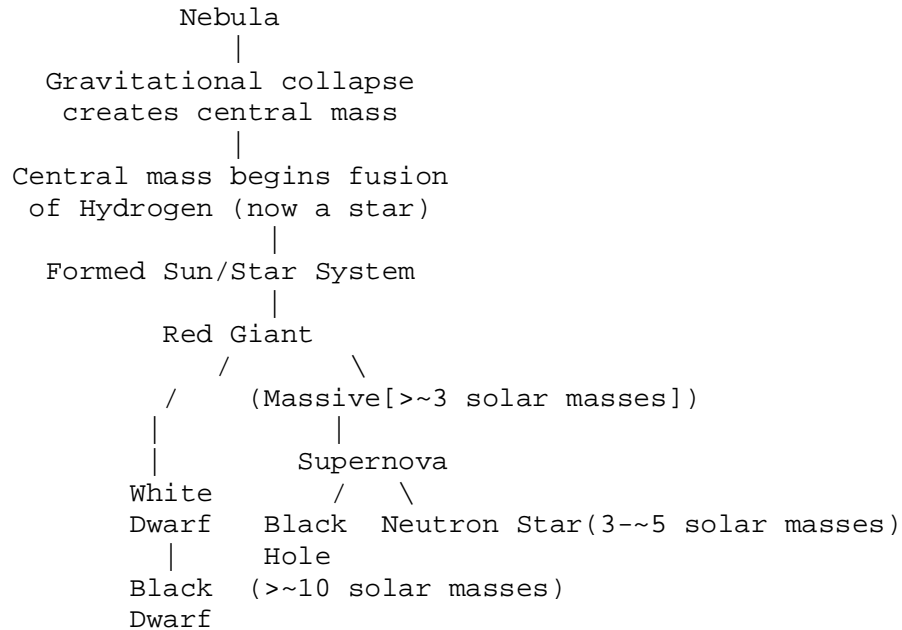 Nebula
Gravitational collapse
creates central mass
Central mass begins fusion
of Hydrogen (now a star)
Formed Sun/Star System
Red Giant
(Massive[>~3 solar masses])
Supernova
White
Dwarf Black Neutron Star(3-~5 solar masses)
Hole
Black (>~10 solar masses)
Dwarf